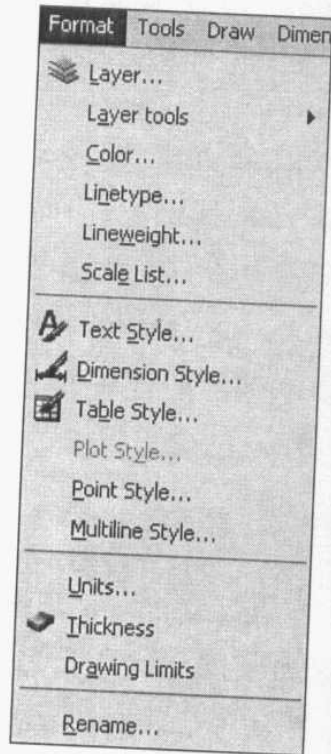 Format Tools Draw Dimen
Layer...
Layer tools
Color...
Linetype...
Lineweight...
Scale List...
Text Style...
Dimension Style...
Table Style...
Plot Style...
Point Style...
Multiline Style...
Units...
Thickness
Drawing Limits
Rename...